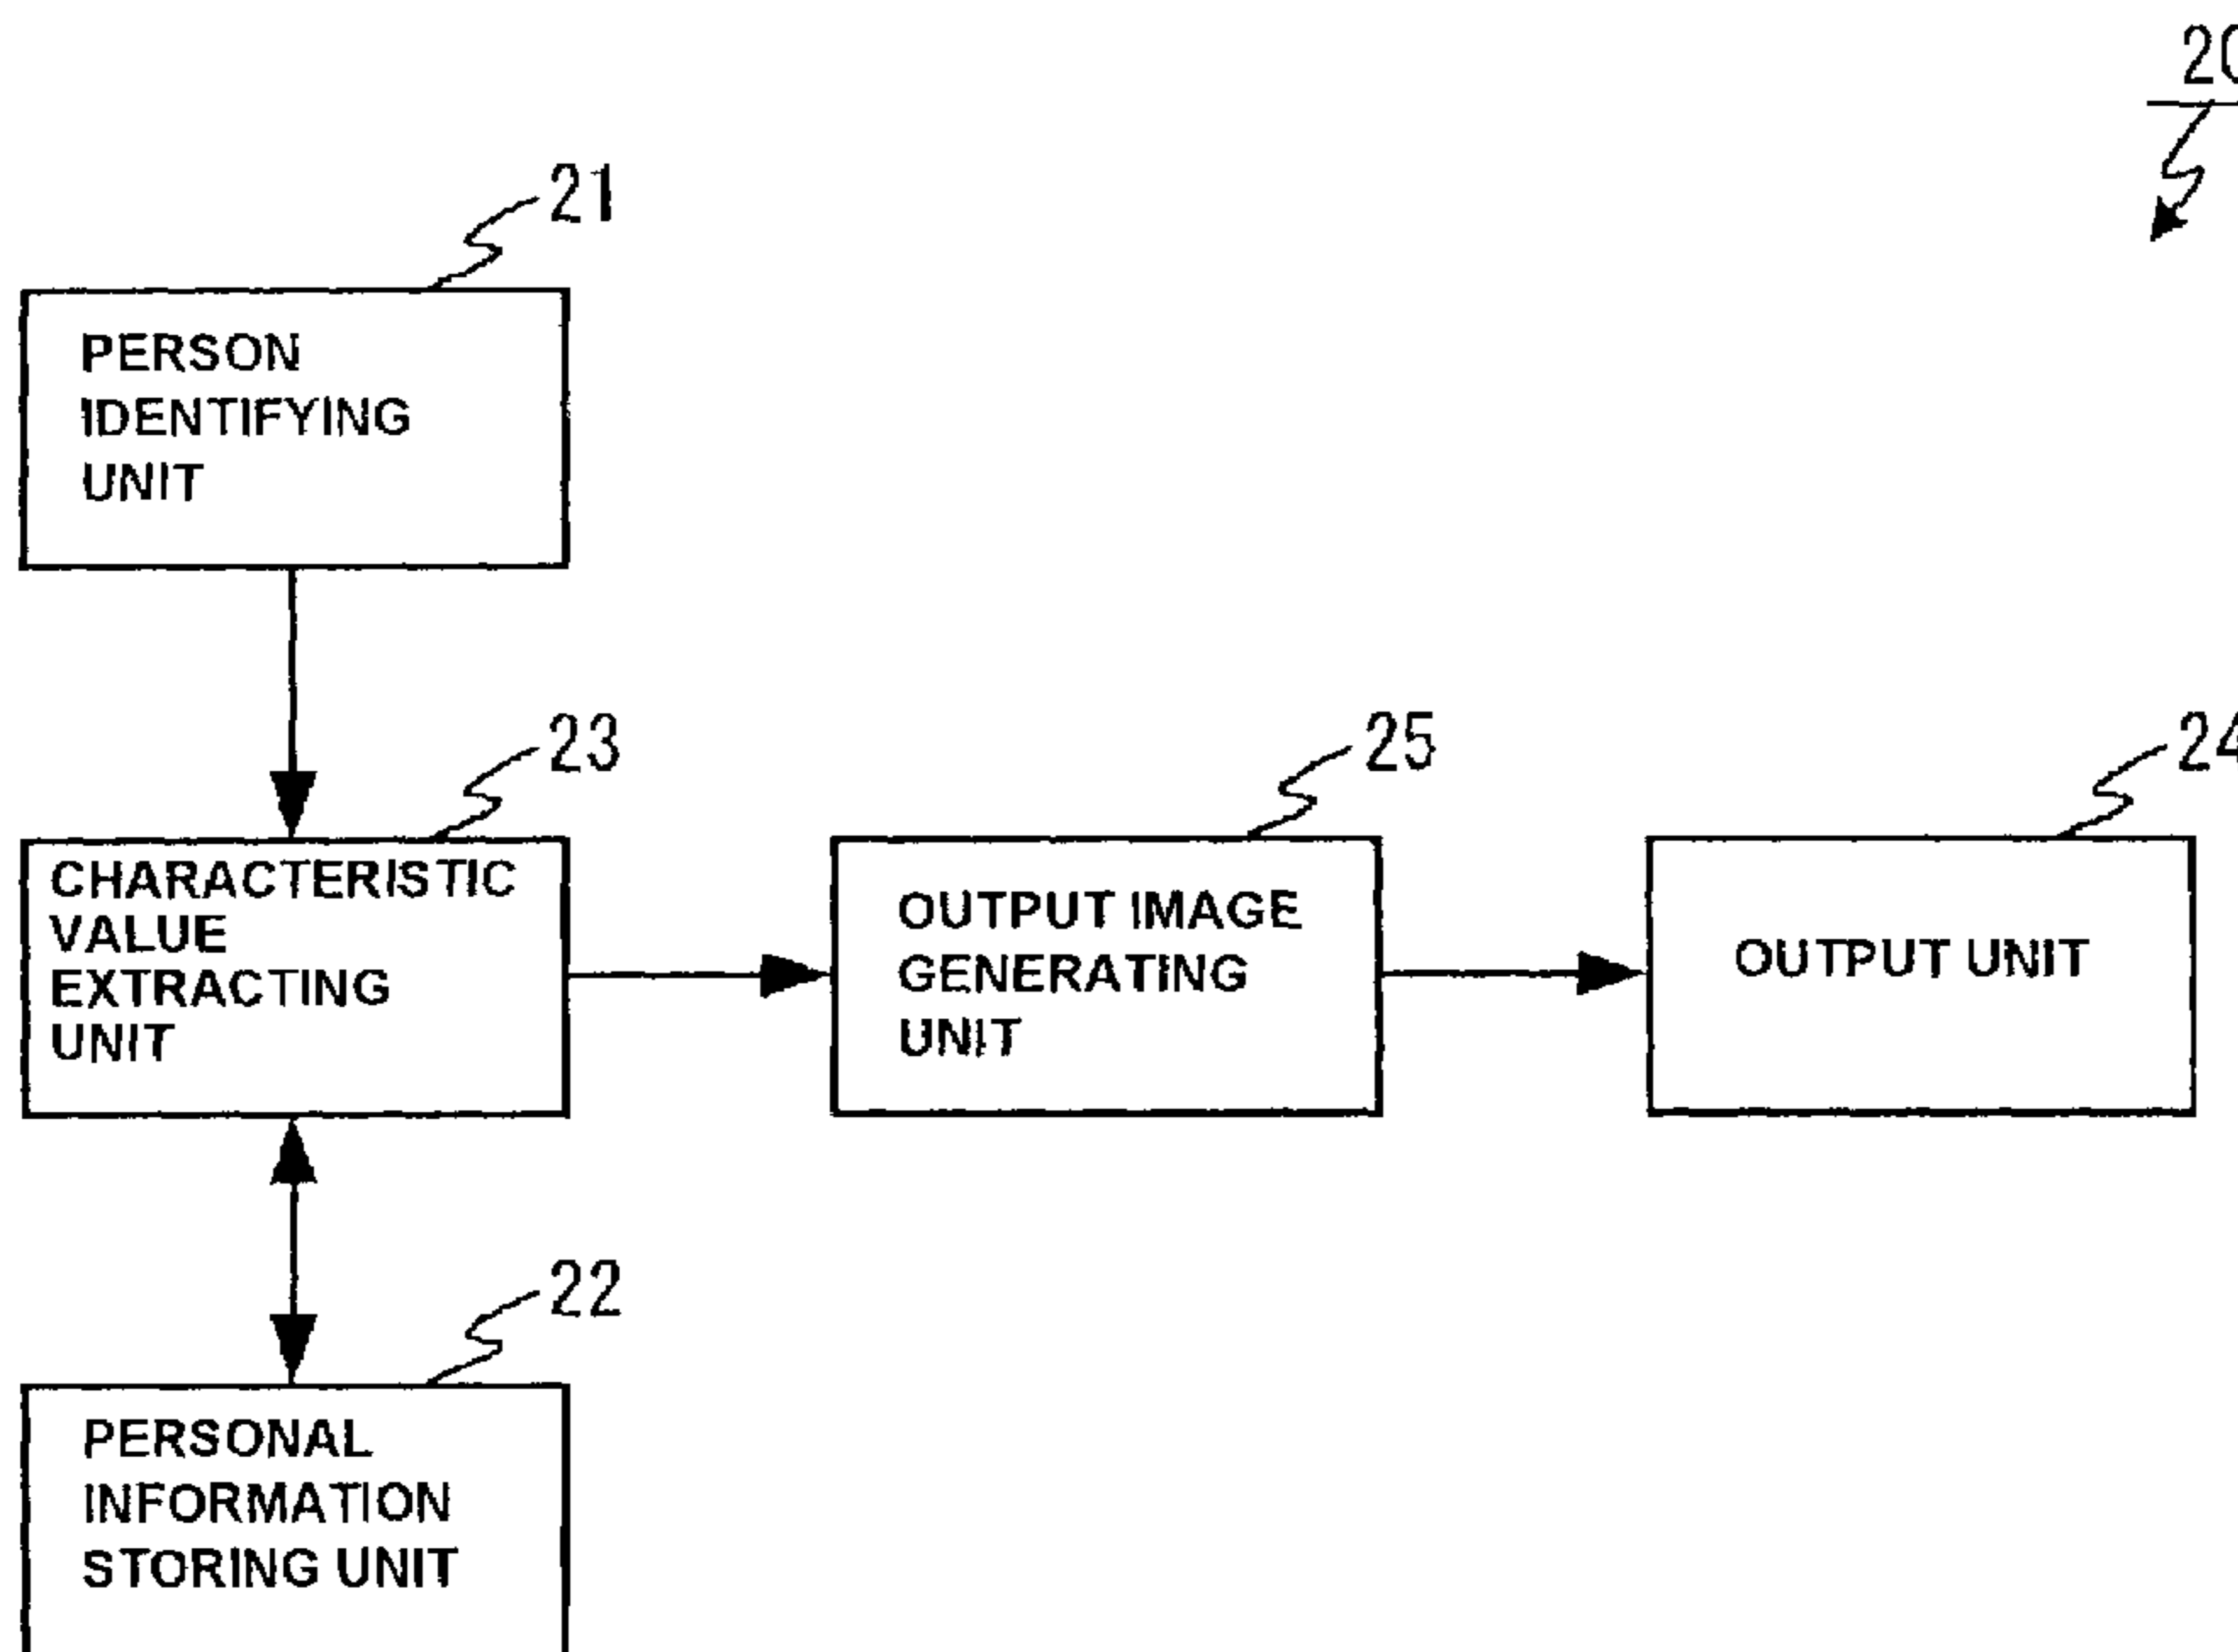 20
21
PERSON
IDENTIFYING
UNIT
23
CHARACTERISTIC
VALUE
EXTRACTING
UNIT
25
OUTPUT IMAGE
GENERATING
UNIT
24
OUTPUT UNIT
22
PERSONAL
INFORMATION
STORING UNIT